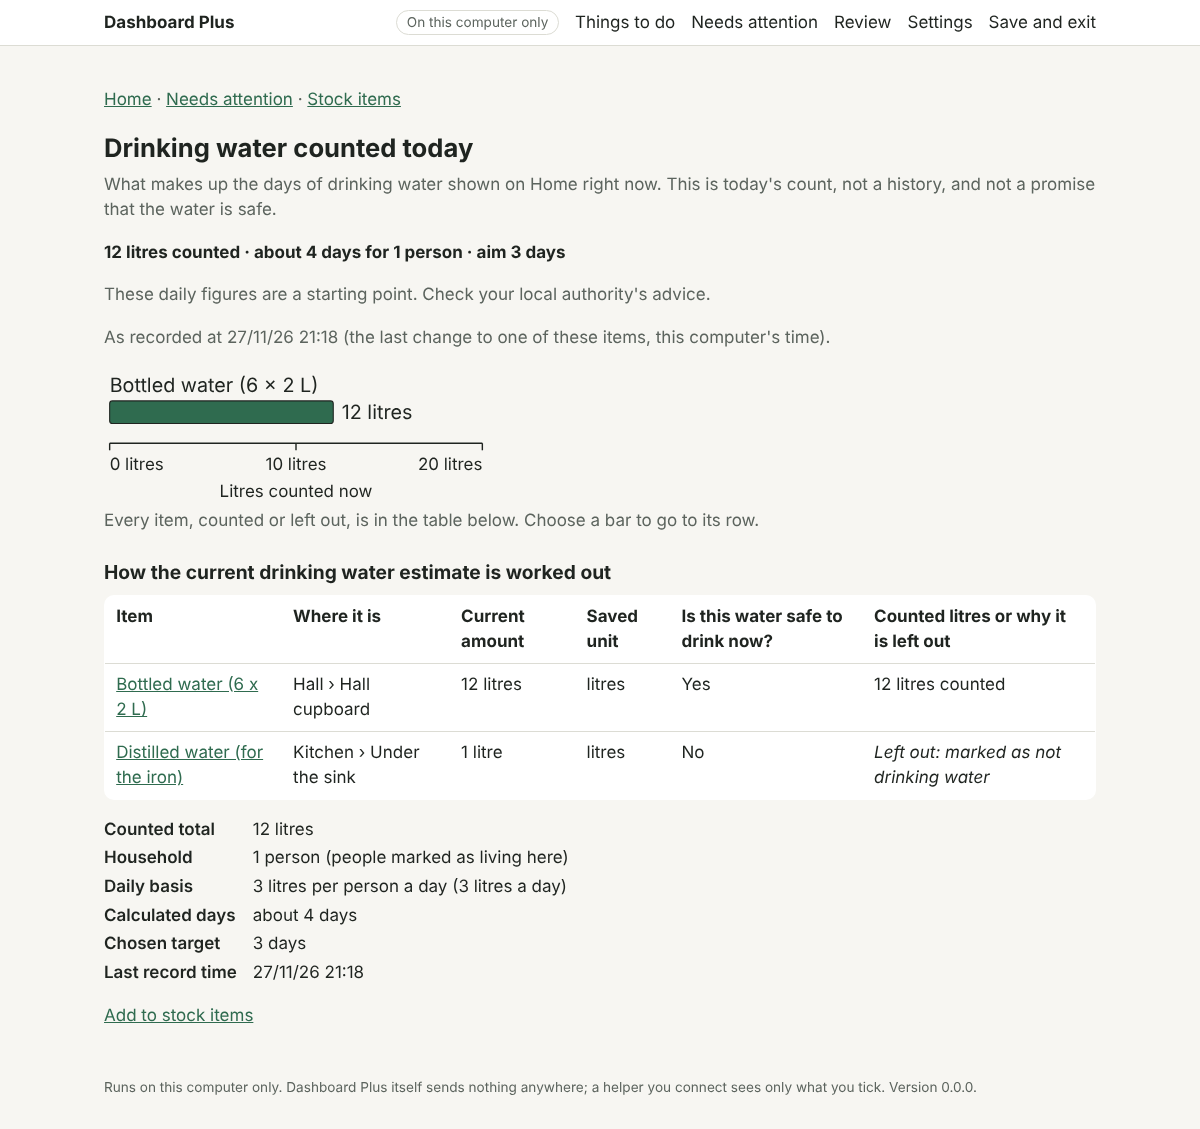 Dashboard Plus
On this computer only
Things to do
Needs attention
Review
Settings
Save and exit
Home · Needs attention · Stock items
Drinking water counted today
What makes up the days of drinking water shown on Home right now. This is today's count, not a history, and not a promise
that the water is safe.
12 litres counted · about 4 days for 1 person · aim 3 days
These daily figures are a starting point. Check your local authority's advice.
As recorded at 27/11/26 21:18 (the last change to one of these items, this computer's time).
Bottled water (6 × 2 L)
12 litres
0 litres 10 litres 20 litres
Litres counted now
Every item, counted or left out, is in the table below. Choose a bar to go to its row.
How the current drinking water estimate is worked out
Item
Where it is
Current
amount
Saved
unit
Is this water safe to
drink now?
Counted litres or why it
is left out
Bottled water (6 x
2 L)
Hall › Hall
cupboard
12 litres
litres
Yes
12 litres counted
Distilled water (for
the iron)
Kitchen › Under
the sink
1 litre
litres
No
Left out: marked as not
drinking water
Counted total 12 litres
Household 1 person (people marked as living here)
Daily basis 3 litres per person a day (3 litres a day)
Calculated days about 4 days
Chosen target 3 days
Last record time 27/11/26 21:18
Add to stock items
Runs on this computer only. Dashboard Plus itself sends nothing anywhere; a helper you connect sees only what you tick. Version 0.0.0.